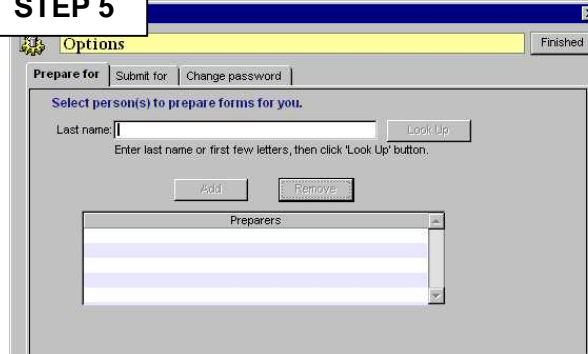 STEP 5
Options
Finished
Prepare for
Submit for
Change password
Select person(s) to prepare forms for you.
Last name:
Look Up
Enter last name or first few letters, then click 'Look Up' button.
Add
Remove
Preparers